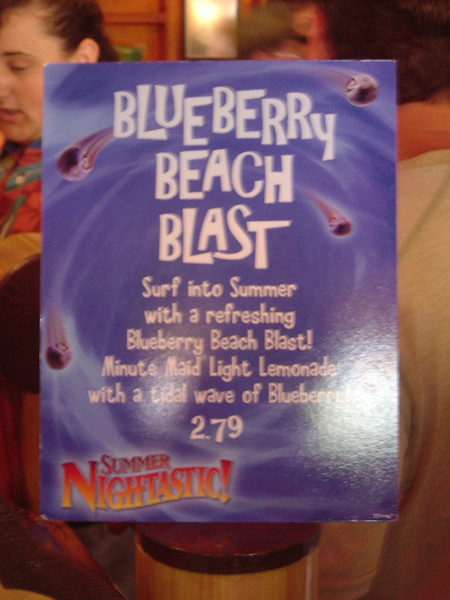 BLUEBERRY
BEACH
BLAST
Surf into Summer
with a refreshing
Blueberry Beach Blast!
Minute Maid Light Lemonade
with a tidal wave of Blueberry!
2.79
SUMMER
NIGHTASTIC!